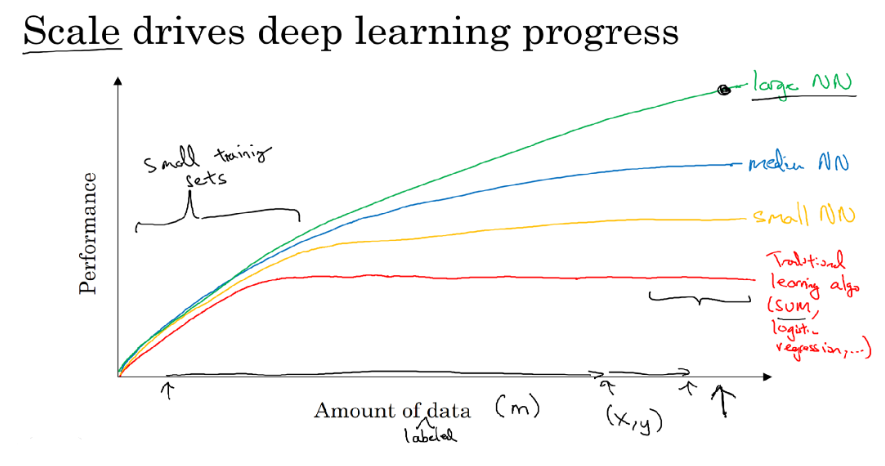 Scale drives deep learning progress
large NN
small training
sets
median NN
small NN
Performance
Traditional
learning algo
(SVM,
logistic
regression,...)
Amount of data (m)
labeled
(x,y)